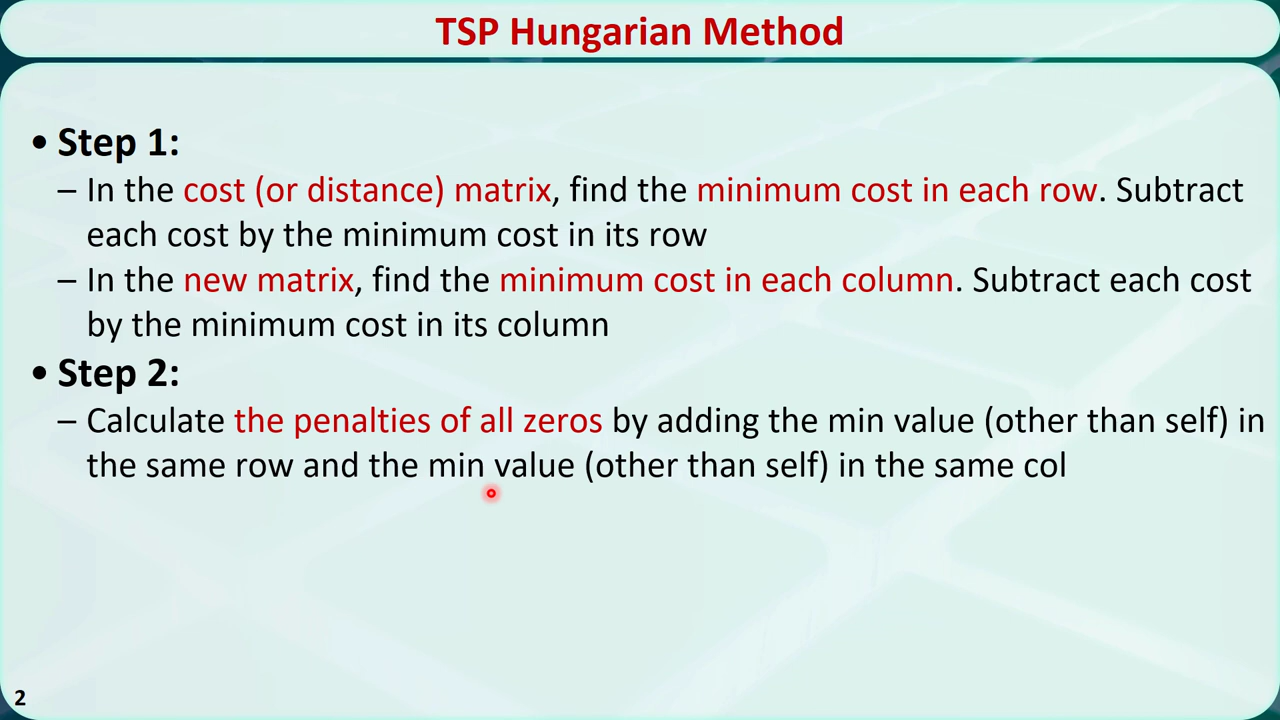 TSP Hungarian Method
• Step 1:
– In the cost (or distance) matrix, find the minimum cost in each row. Subtract
each cost by the minimum cost in its row
– In the new matrix, find the minimum cost in each column. Subtract each cost
by the minimum cost in its column
• Step 2:
– Calculate the penalties of all zeros by adding the min value (other than self) in
the same row and the min value (other than self) in the same col
2